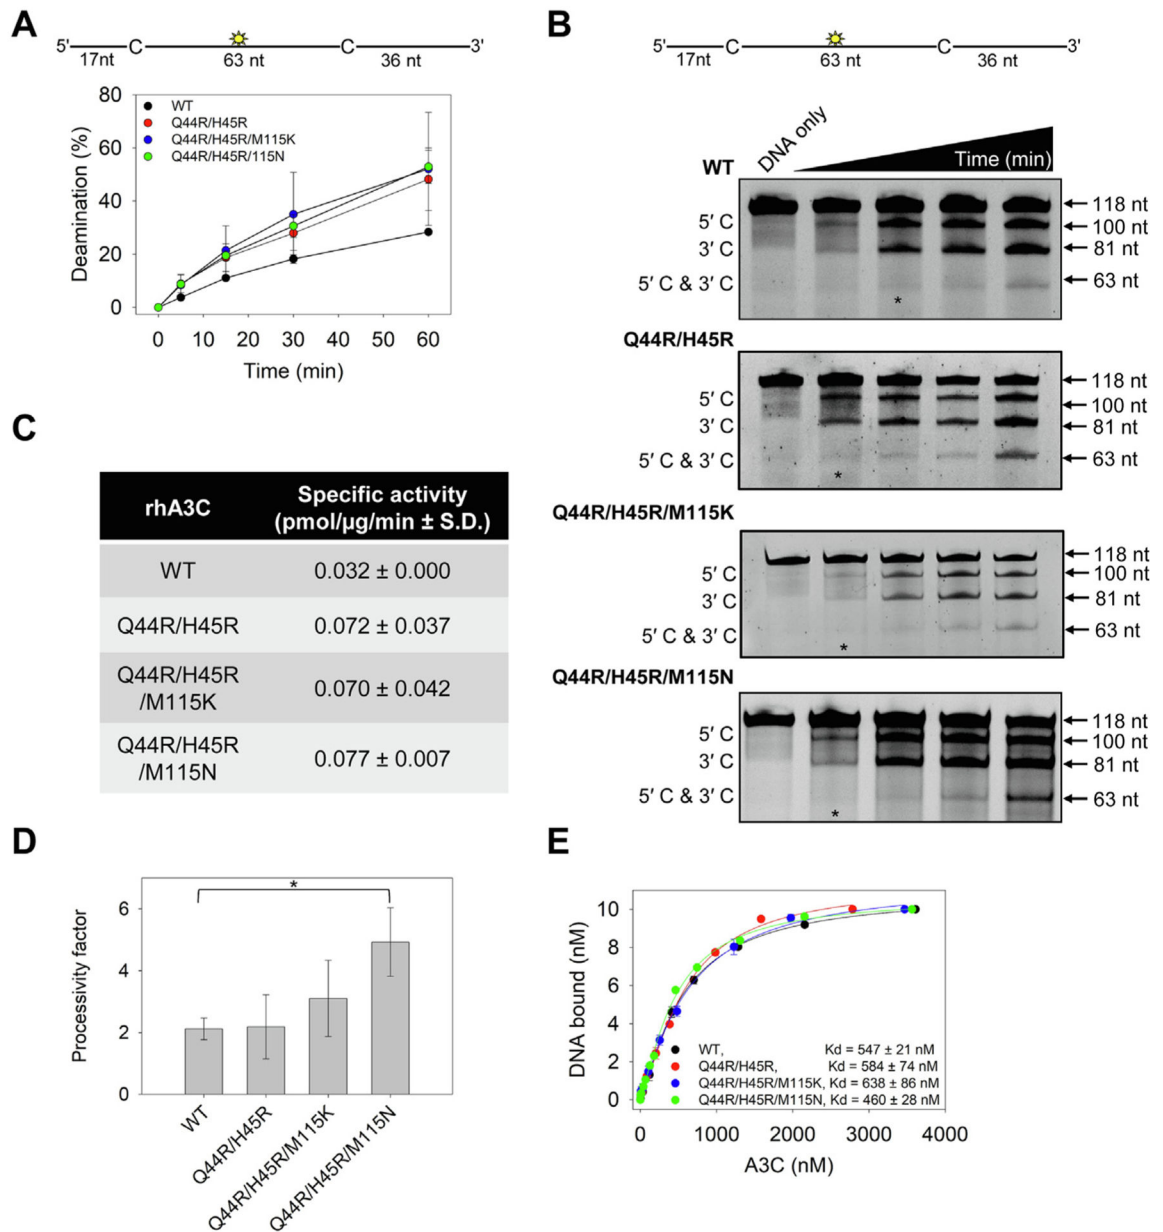 A
5'
C
C
3'
17nt
63 nt
36 nt
80
60
40
20
0
Deamination (%)
WT
Q44R/H45R
Q44R/H45R/M115K
Q44R/H45R/115N
0 10 20 30 40 50 60
Time (min)
B
5'
C
C
3'
17nt
63 nt
36 nt
DNA only
Time (min)
WT
5′ C
3′ C
5′ C & 3′ C
*
118 nt
100 nt
81 nt
63 nt
Q44R/H45R
5′ C
3′ C
5′ C & 3′ C
*
118 nt
100 nt
81 nt
63 nt
Q44R/H45R/M115K
5′ C
3′ C
5′ C & 3′ C
*
118 nt
100 nt
81 nt
63 nt
Q44R/H45R/M115N
5′ C
3′ C
5′ C & 3′ C
*
118 nt
100 nt
81 nt
63 nt
C
rhA3C
Specific activity
(pmol/µg/min ± S.D.)
WT
0.032 ± 0.000
Q44R/H45R
0.072 ± 0.037
Q44R/H45R
/M115K
0.070 ± 0.042
Q44R/H45R
/M115N
0.077 ± 0.007
D
*
6
4
2
0
Processivity factor
WT
Q44R/H45R
Q44R/H45R/M115K
Q44R/H45R/M115N
E
10
8
6
4
2
0
DNA bound (nM)
WT, Kd = 547 ± 21 nM
Q44R/H45R, Kd = 584 ± 74 nM
Q44R/H45R/M115K, Kd = 638 ± 86 nM
Q44R/H45R/M115N, Kd = 460 ± 28 nM
0 1000 2000 3000 4000
A3C (nM)